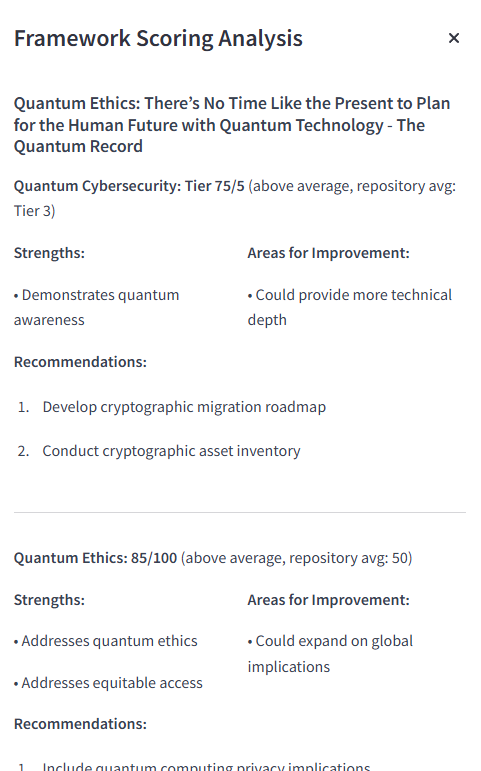 Framework Scoring Analysis
×
Quantum Ethics: There’s No Time Like the Present to Plan
for the Human Future with Quantum Technology - The
Quantum Record
Quantum Cybersecurity: Tier 75/5 (above average, repository avg:
Tier 3)
Strengths:
• Demonstrates quantum
awareness
Areas for Improvement:
• Could provide more technical
depth
Recommendations:
1. Develop cryptographic migration roadmap
2. Conduct cryptographic asset inventory
Quantum Ethics: 85/100 (above average, repository avg: 50)
Strengths:
• Addresses quantum ethics
• Addresses equitable access
Areas for Improvement:
• Could expand on global
implications
Recommendations:
1. Include quantum computing privacy implications